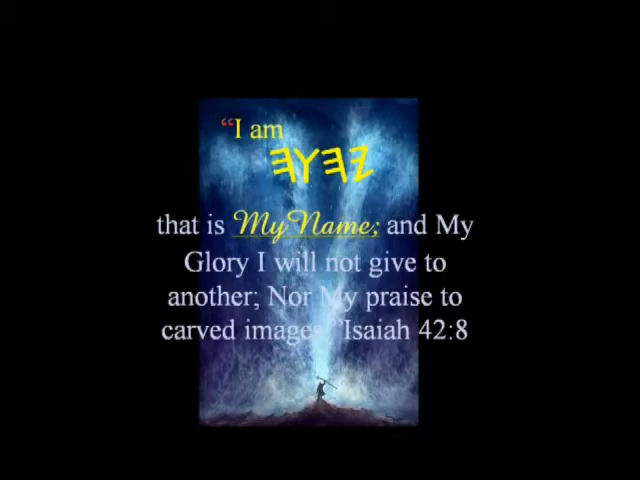 “I am
𐤄𐤅𐤄𐤉
that is My Name; and My
Glory I will not give to
another; Nor My praise to
carved images.”Isaiah 42:8